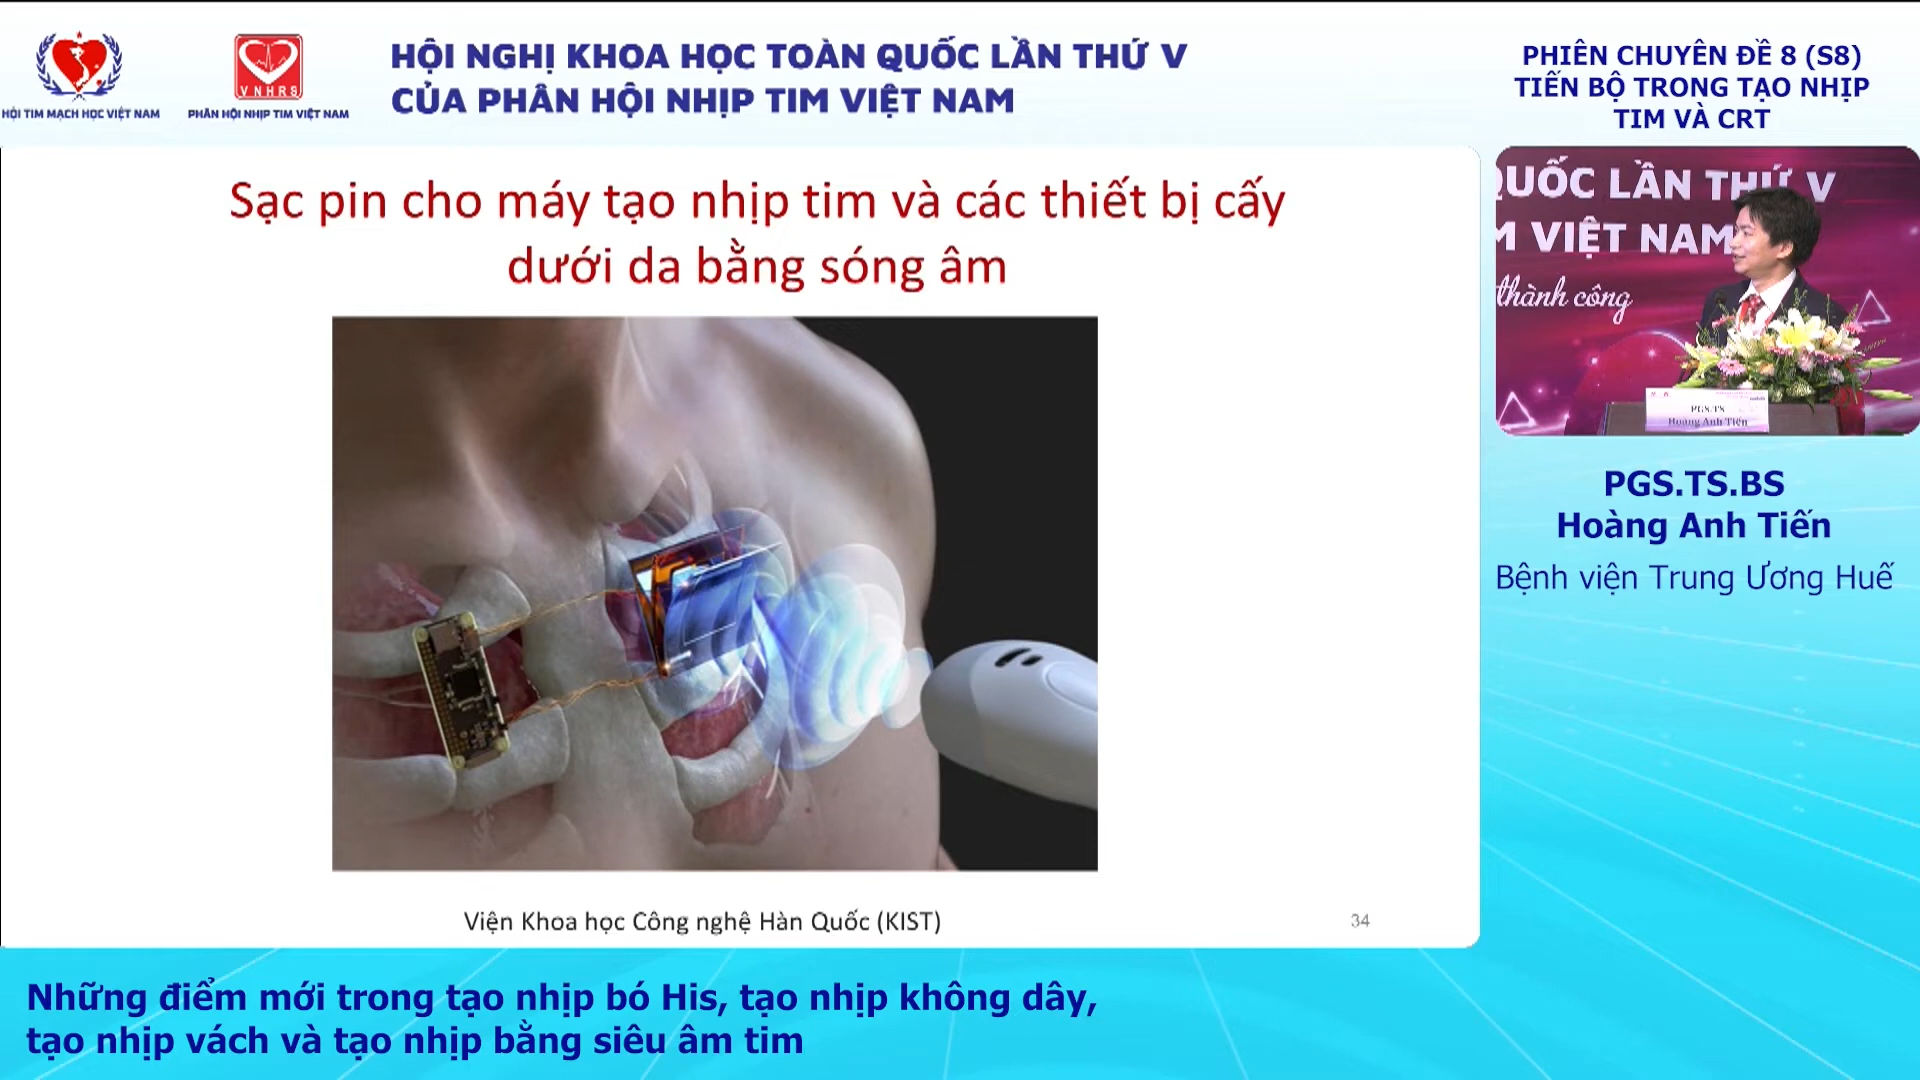 HỘI TIM MẠCH HỌC VIỆT NAM
VNHRS
PHÂN HỘI NHỊP TIM VIỆT NAM
HỘI NGHỊ KHOA HỌC TOÀN QUỐC LẦN THỨ V
CỦA PHÂN HỘI NHỊP TIM VIỆT NAM
PHIÊN CHUYÊN ĐỀ 8 (S8)
TIẾN BỘ TRONG TẠO NHỊP
TIM VÀ CRT
Sạc pin cho máy tạo nhịp tim và các thiết bị cấy
dưới da bằng sóng âm
Viện Khoa học Công nghệ Hàn Quốc (KIST)
34
QUỐC LẦN THỨ V
M VIỆT NAM
thành công
PGS.TS
Hoàng Anh Tiến
PGS.TS.BS
Hoàng Anh Tiến
Bệnh viện Trung Ương Huế
Những điểm mới trong tạo nhịp bó His, tạo nhịp không dây,
tạo nhịp vách và tạo nhịp bằng siêu âm tim